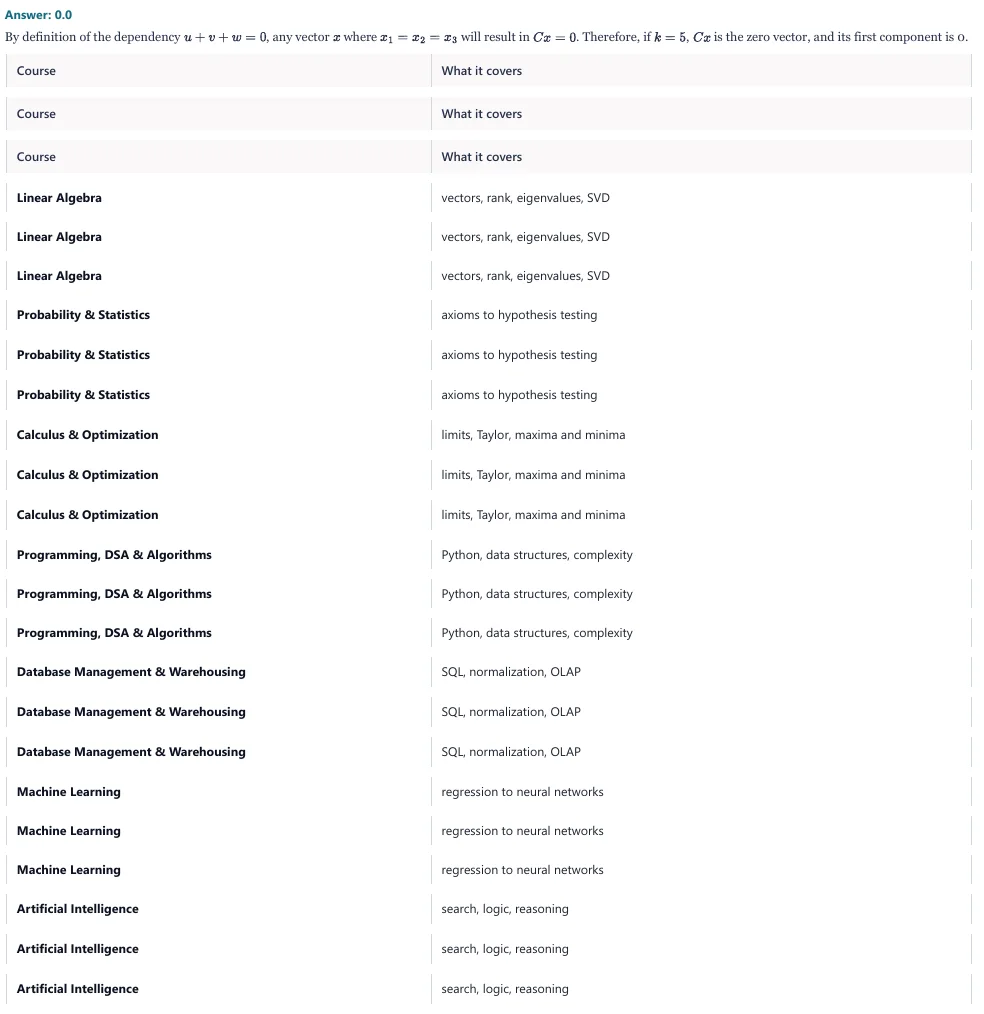 Answer: 0.0
By definition of the dependency u + v + w = 0, any vector x where x₁ = x₂ = x₃ will result in Cx = 0. Therefore, if k = 5, Cx is the zero vector, and its first component is 0.
Course What it covers
Course What it covers
Course What it covers
Linear Algebra vectors, rank, eigenvalues, SVD
Linear Algebra vectors, rank, eigenvalues, SVD
Linear Algebra vectors, rank, eigenvalues, SVD
Probability & Statistics axioms to hypothesis testing
Probability & Statistics axioms to hypothesis testing
Probability & Statistics axioms to hypothesis testing
Calculus & Optimization limits, Taylor, maxima and minima
Calculus & Optimization limits, Taylor, maxima and minima
Calculus & Optimization limits, Taylor, maxima and minima
Programming, DSA & Algorithms Python, data structures, complexity
Programming, DSA & Algorithms Python, data structures, complexity
Programming, DSA & Algorithms Python, data structures, complexity
Database Management & Warehousing SQL, normalization, OLAP
Database Management & Warehousing SQL, normalization, OLAP
Database Management & Warehousing SQL, normalization, OLAP
Machine Learning regression to neural networks
Machine Learning regression to neural networks
Machine Learning regression to neural networks
Artificial Intelligence search, logic, reasoning
Artificial Intelligence search, logic, reasoning
Artificial Intelligence search, logic, reasoning